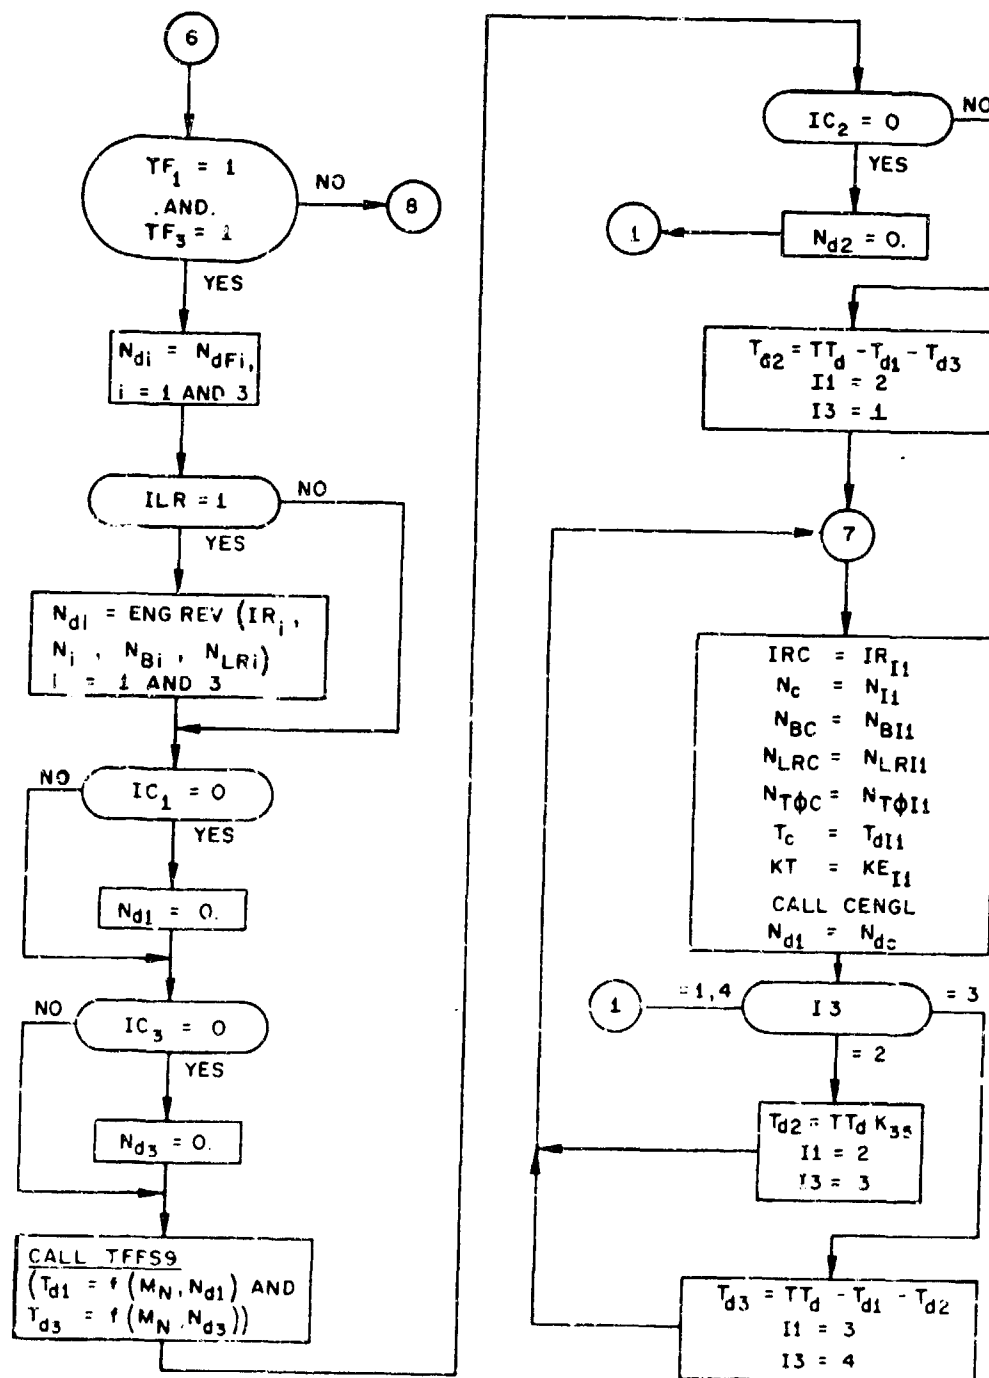 6
TF1 = 1
.AND.
TF3 = 1
NO
8
YES
Ndi = NdFi,
i = 1 AND 3
ILR = 1
NO
YES
Ndi = ENGREV (IRi,
Ni , NBi , NLRi)
i = 1 AND 3
NO
IC1 = 0
YES
Nd1 = 0.
NO
IC3 = 0
YES
Nd3 = 0.
CALL TFFS9
(Td1 = f (MN, Nd1) AND
Td3 = f (MN, Nd3))
IC2 = 0
NO
YES
1
Nd2 = 0.
Td2 = TTd - Td1 - Td3
I1 = 2
I3 = 1
7
IRC = IRI1
Nc = NI1
NBC = NBI1
NLRC = NLRI1
NTϕC = NTϕI1
Tc = TdI1
KT = KEI1
CALL CENGL
Nd1 = Ndc
1
= 1,4
I3
= 3
= 2
Td2 = TTd K3s
I1 = 2
I3 = 3
Td3 = TTd - Td1 - Td2
I1 = 3
I3 = 4